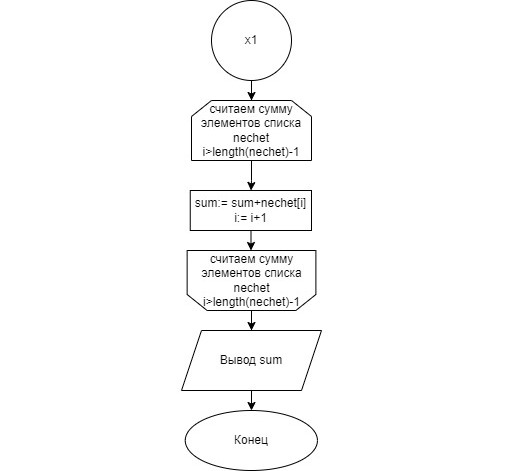 x1
считаем сумму
элементов списка
nechet
i>length(nechet)-1
sum:= sum+nechet[i]
i:= i+1
считаем сумму
элементов списка
nechet
i>length(nechet)-1
Вывод sum
Конец